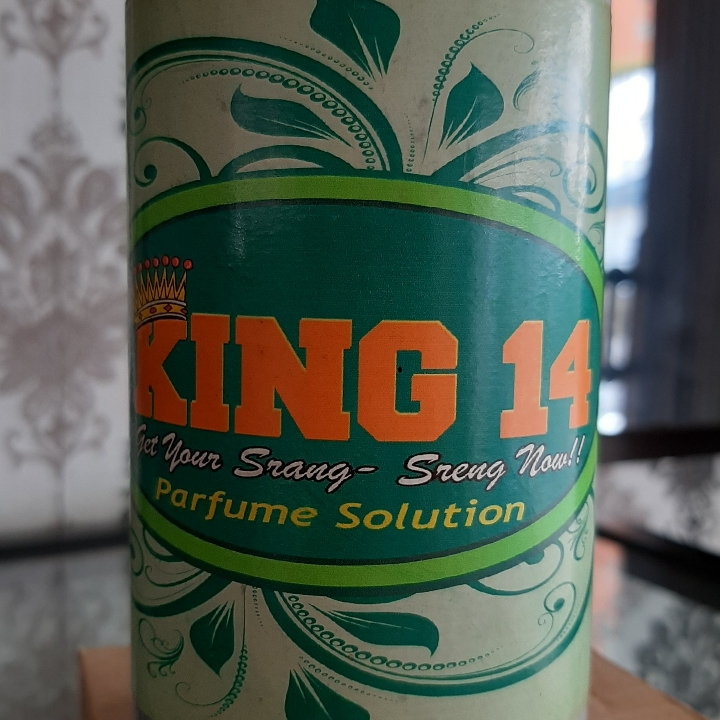 KING 14
Get Your Srang- Sreng Now!!
Parfume Solution